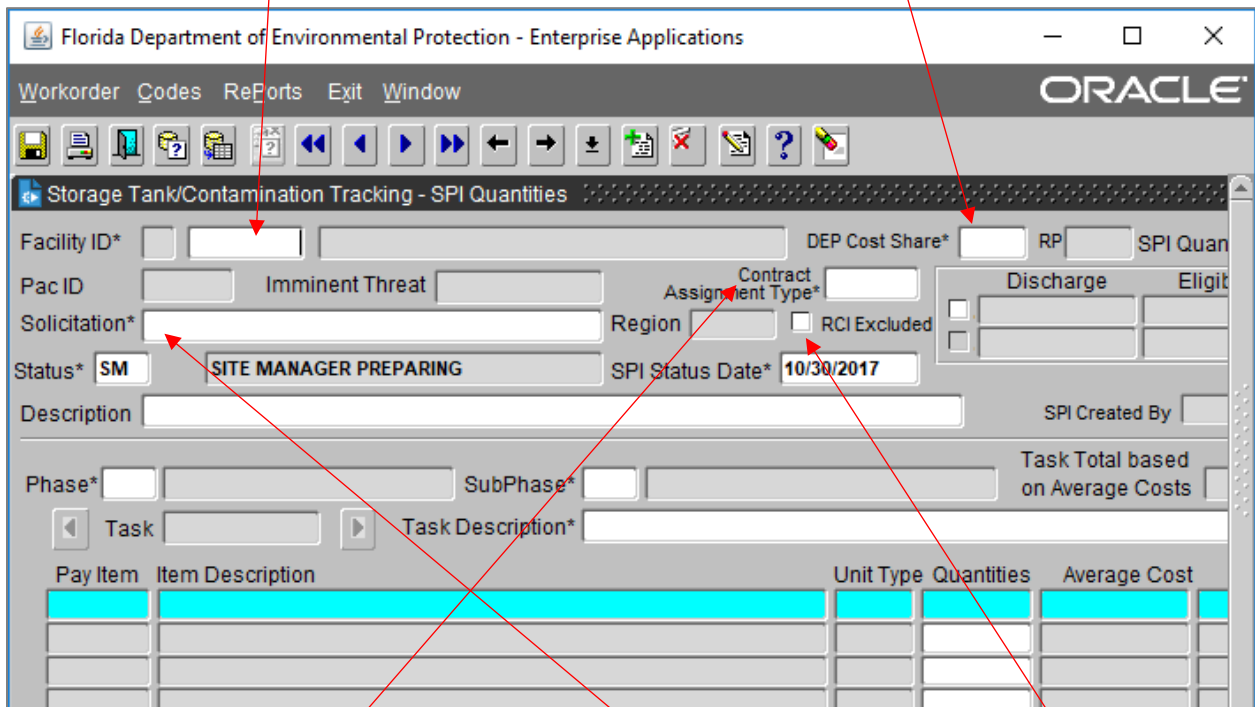 Florida Department of Environmental Protection - Enterprise Applications
Workorder Codes RePorts Exit Window ORACLE
Storage Tank/Contamination Tracking - SPI Quantities
Facility ID* DEP Cost Share* RP SPI Quan
Pac ID Imminent Threat Contract Assignment Type* Discharge Eligib
Solicitation* Region RCI Excluded
Status* SM SITE MANAGER PREPARING SPI Status Date* 10/30/2017
Description SPI Created By
Phase* SubPhase* Task Total based on Average Costs
Task Task Description*
Pay Item Item Description Unit Type Quantities Average Cost